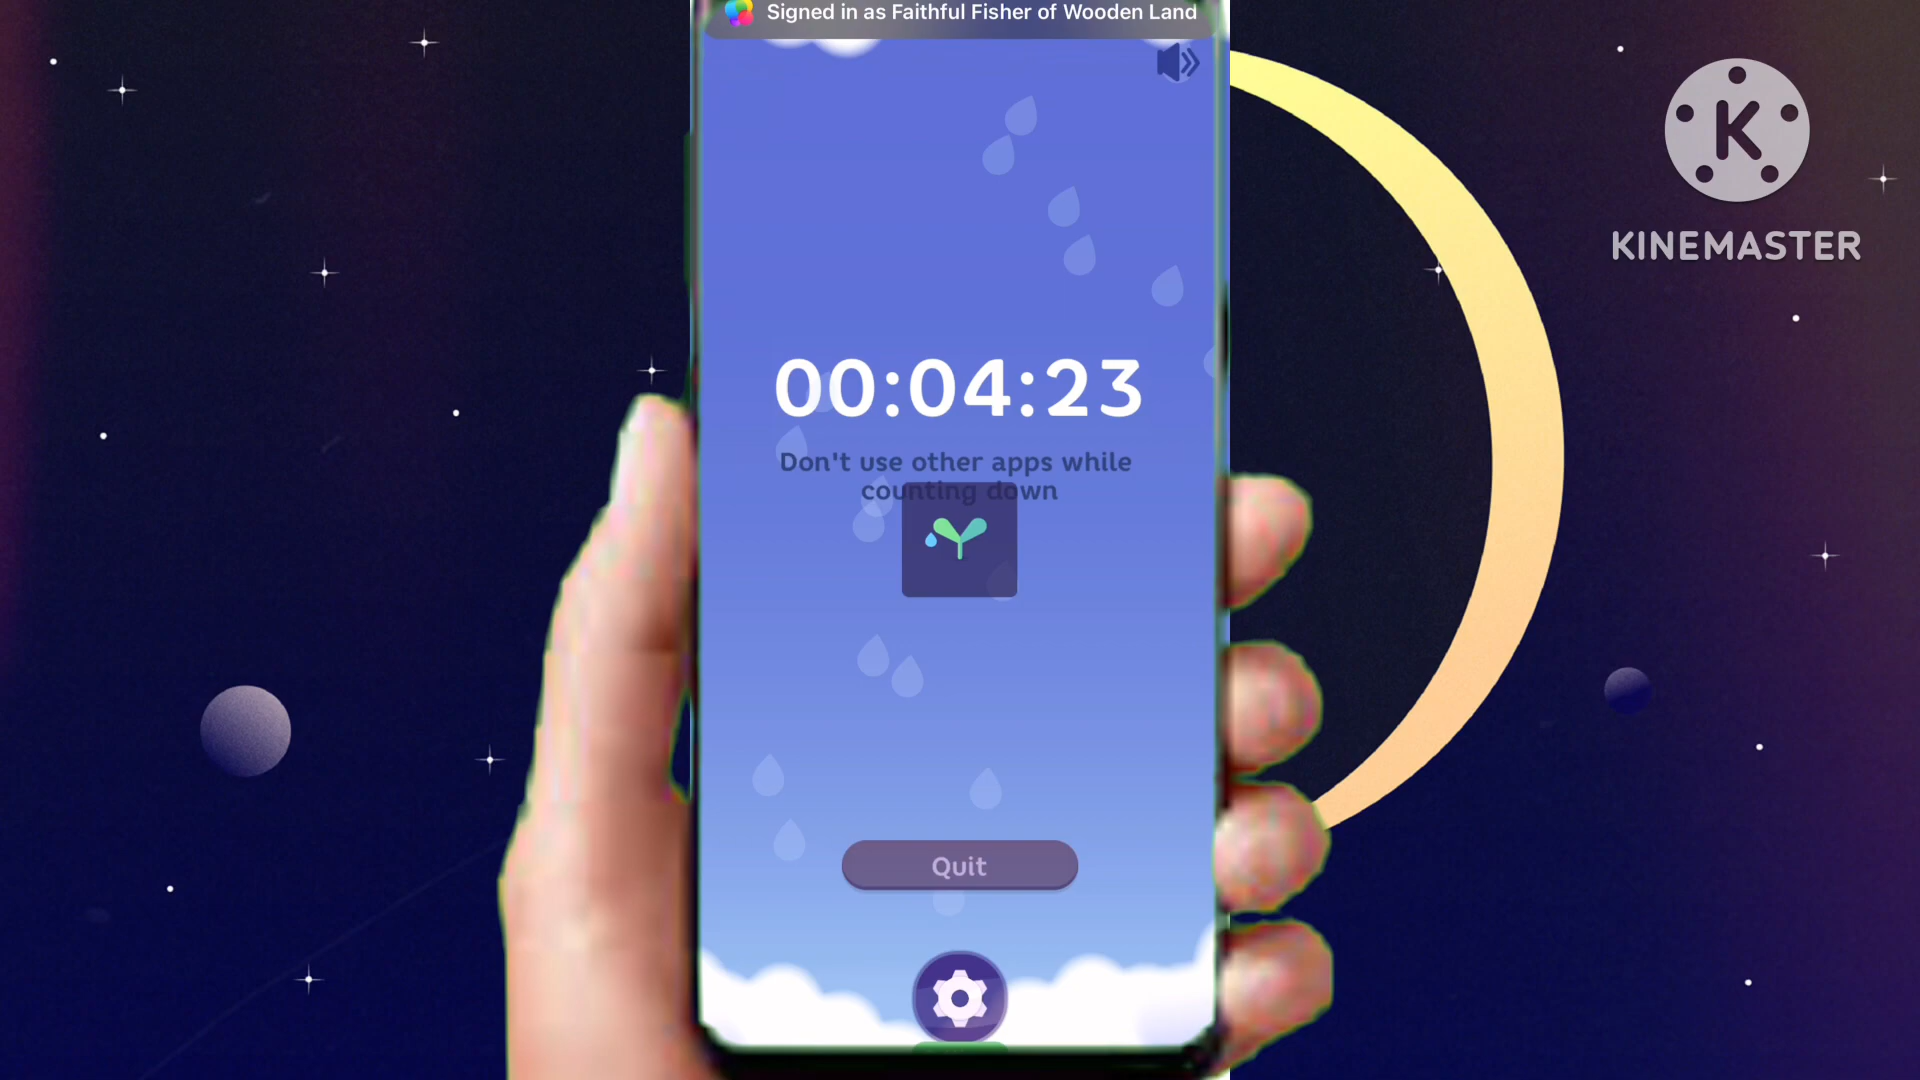 Signed in as Faithful Fisher of Wooden Land
00:04:23
Don't use other apps while
counting down
Quit
K
KINEMASTER